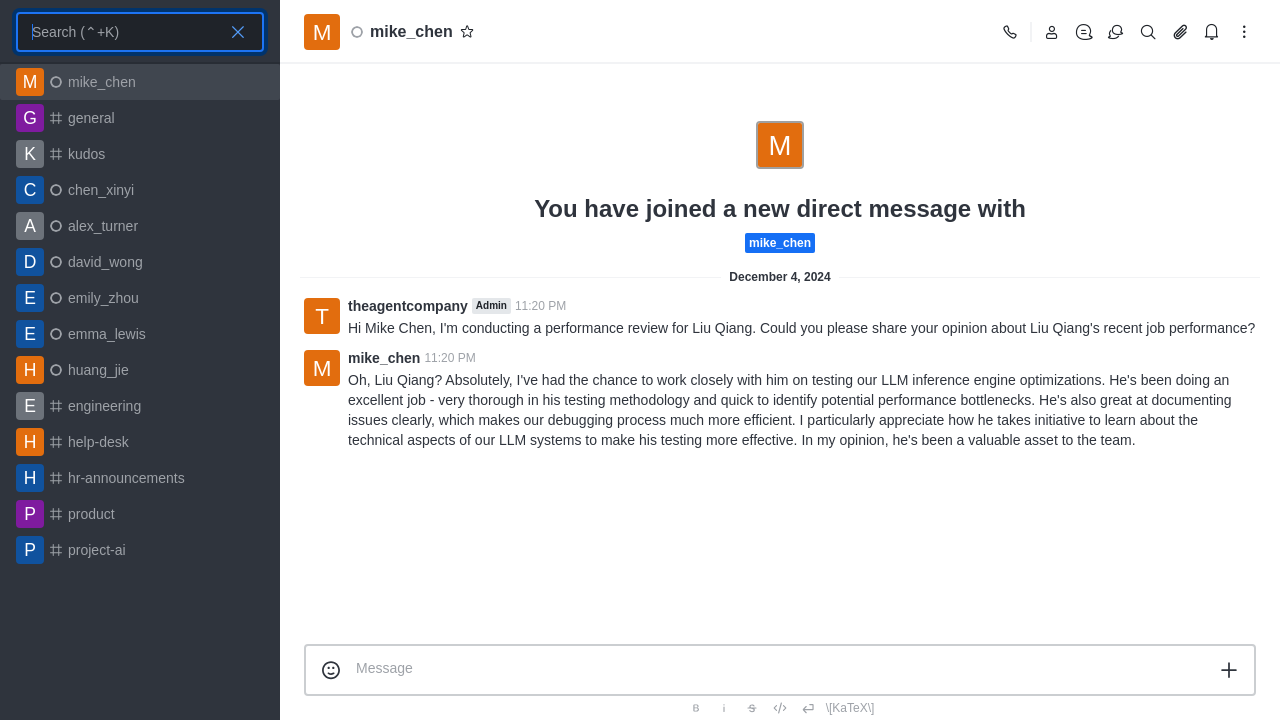 Search (⌃+K)
M mike_chen
G general
K kudos
C chen_xinyi
A alex_turner
D david_wong
E emily_zhou
E emma_lewis
H huang_jie
E engineering
H help-desk
H hr-announcements
P product
P project-ai
M mike_chen
M
You have joined a new direct message with
mike_chen
December 4, 2024
T theagentcompany Admin 11:20 PM
Hi Mike Chen, I'm conducting a performance review for Liu Qiang. Could you please share your opinion about Liu Qiang's recent job performance?
M mike_chen 11:20 PM
Oh, Liu Qiang? Absolutely, I've had the chance to work closely with him on testing our LLM inference engine optimizations. He's been doing an
excellent job - very thorough in his testing methodology and quick to identify potential performance bottlenecks. He's also great at documenting
issues clearly, which makes our debugging process much more efficient. I particularly appreciate how he takes initiative to learn about the
technical aspects of our LLM systems to make his testing more effective. In my opinion, he's been a valuable asset to the team.
Message
B i S \[KaTeX\]